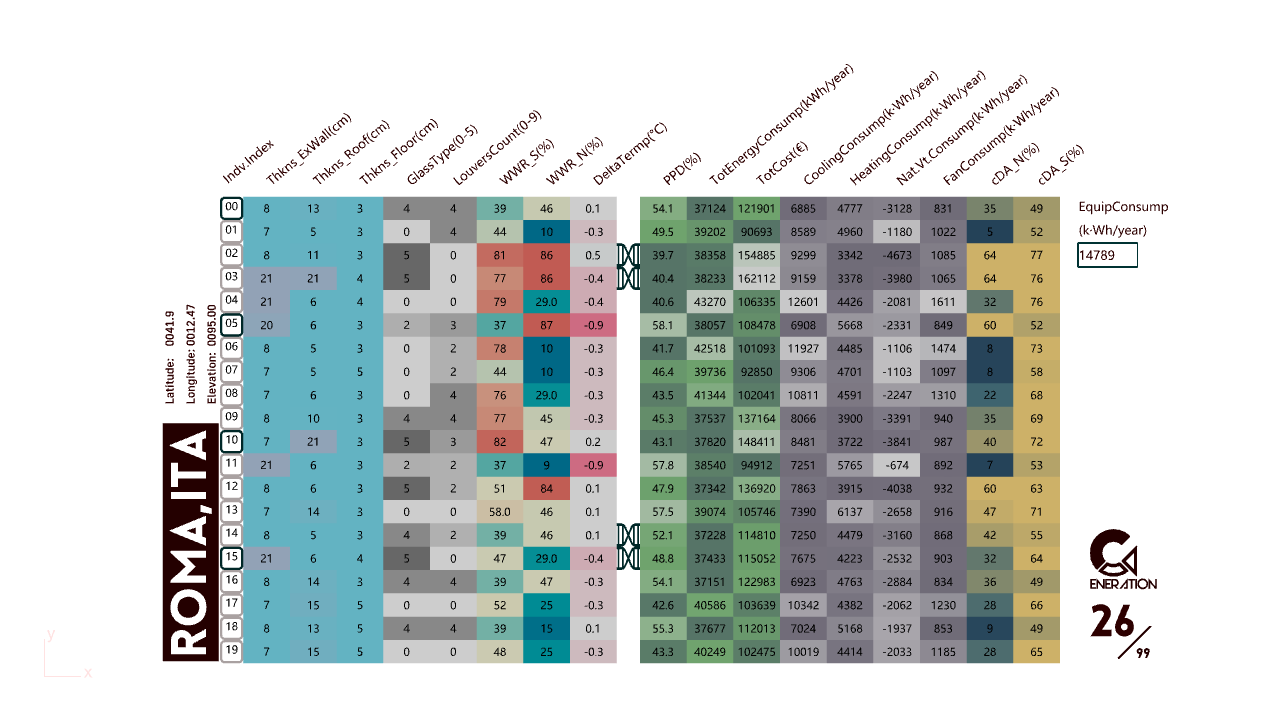 Indv.Index Thkns_ExWall(cm) Thkns_Roof(cm) Thkns_Floor(cm) GlassType(0-5) LouversCount(0-9) WWR_S(%) WWR_N(%) DeltaTermp(°C) PPD(%) TotEnergyConsump(kWh/year) TotCost(€) CoolingConsump(k·Wh/year) HeatingConsump(k·Wh/year) Nat.Vt.Consump(k·Wh/year) FanConsump(k·Wh/year) cDA_N(%) cDA_S(%)
00 8 13 3 4 4 39 46 0.1 54.1 37124 121901 6885 4777 -3128 831 35 49
01 7 5 3 0 4 44 10 -0.3 49.5 39202 90693 8589 4960 -1180 1022 5 52
02 8 11 3 5 0 81 86 0.5 39.7 38358 154885 9299 3342 -4673 1085 64 77
03 21 21 4 5 0 77 86 -0.4 40.4 38233 162112 9159 3378 -3980 1065 64 76
04 21 6 4 0 0 79 29.0 -0.4 40.6 43270 106335 12601 4426 -2081 1611 32 76
05 20 6 3 2 3 37 87 -0.9 58.1 38057 108478 6908 5668 -2331 849 60 52
06 8 5 3 0 2 78 10 -0.3 41.7 42518 101093 11927 4485 -1106 1474 8 73
07 7 5 5 0 2 44 10 -0.3 46.4 39736 92850 9306 4701 -1103 1097 8 58
08 7 6 3 0 4 76 29.0 -0.3 43.5 41344 102041 10811 4591 -2247 1310 22 68
09 8 10 3 4 4 77 45 -0.3 45.3 37537 137164 8066 3900 -3391 940 35 69
10 7 21 3 5 3 82 47 0.2 43.1 37820 148411 8481 3722 -3841 987 40 72
11 21 6 3 2 2 37 9 -0.9 57.8 38540 94912 7251 5765 -674 892 7 53
12 8 6 3 5 2 51 84 0.1 47.9 37342 136920 7863 3915 -4038 932 60 63
13 7 14 3 0 0 58.0 46 0.1 57.5 39074 105746 7390 6137 -2658 916 47 71
14 8 5 3 4 2 39 46 0.1 52.1 37228 114810 7250 4479 -3160 868 42 55
15 21 6 4 5 0 47 29.0 -0.4 48.8 37433 115052 7675 4223 -2532 903 32 64
16 8 14 3 4 4 39 47 -0.3 54.1 37151 122983 6923 4763 -2884 834 36 49
17 7 15 5 0 0 52 25 -0.3 42.6 40586 103639 10342 4382 -2062 1230 28 66
18 8 13 5 4 4 39 15 0.1 55.3 37677 112013 7024 5168 -1937 853 9 49
19 7 15 5 0 0 48 25 -0.3 43.3 40249 102475 10019 4414 -2033 1185 28 65
EquipConsump
(k·Wh/year)
14789
Latitude: 0041.9
Longitude: 0012.47
Elevation: 0095.00
ROMA,ITA
GENERATION
26/99
y
x